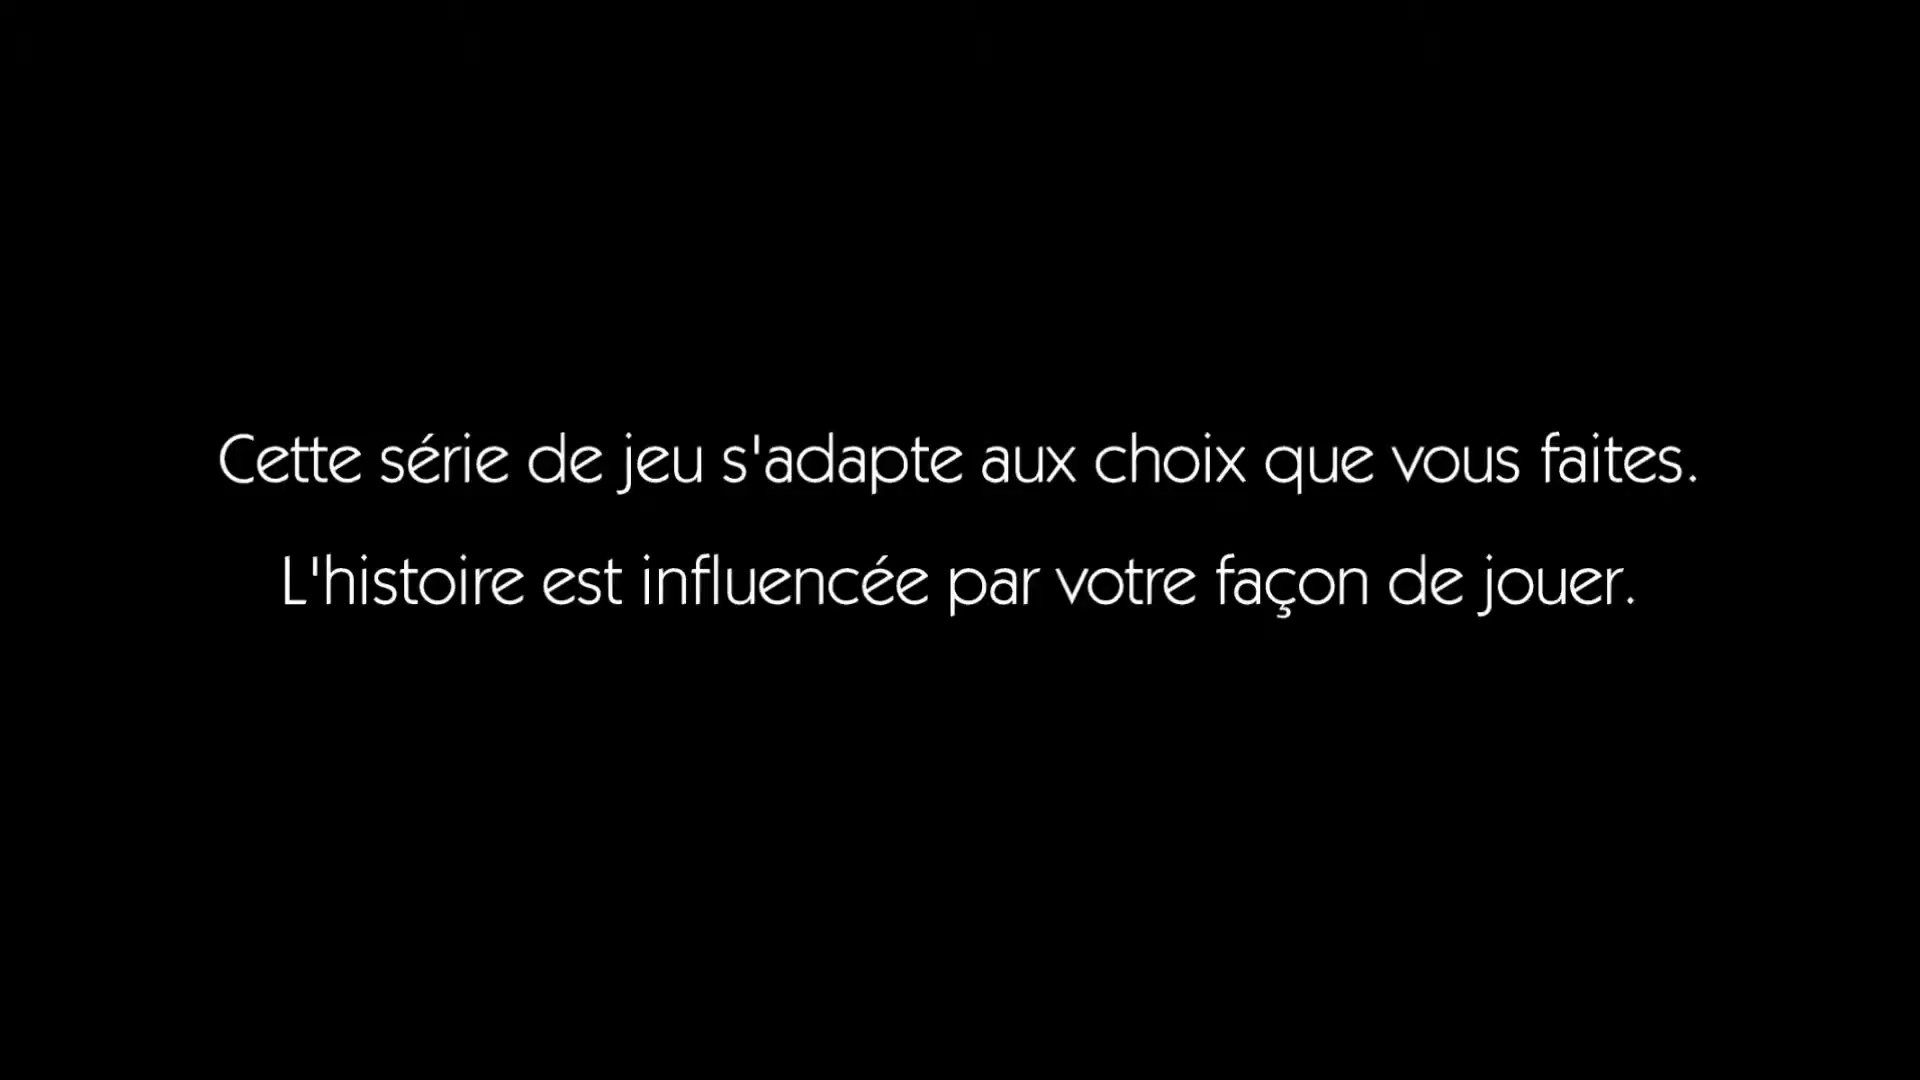 Cette série de jeu s'adapte aux choix que vous faites.
L'histoire est influencée par votre façon de jouer.